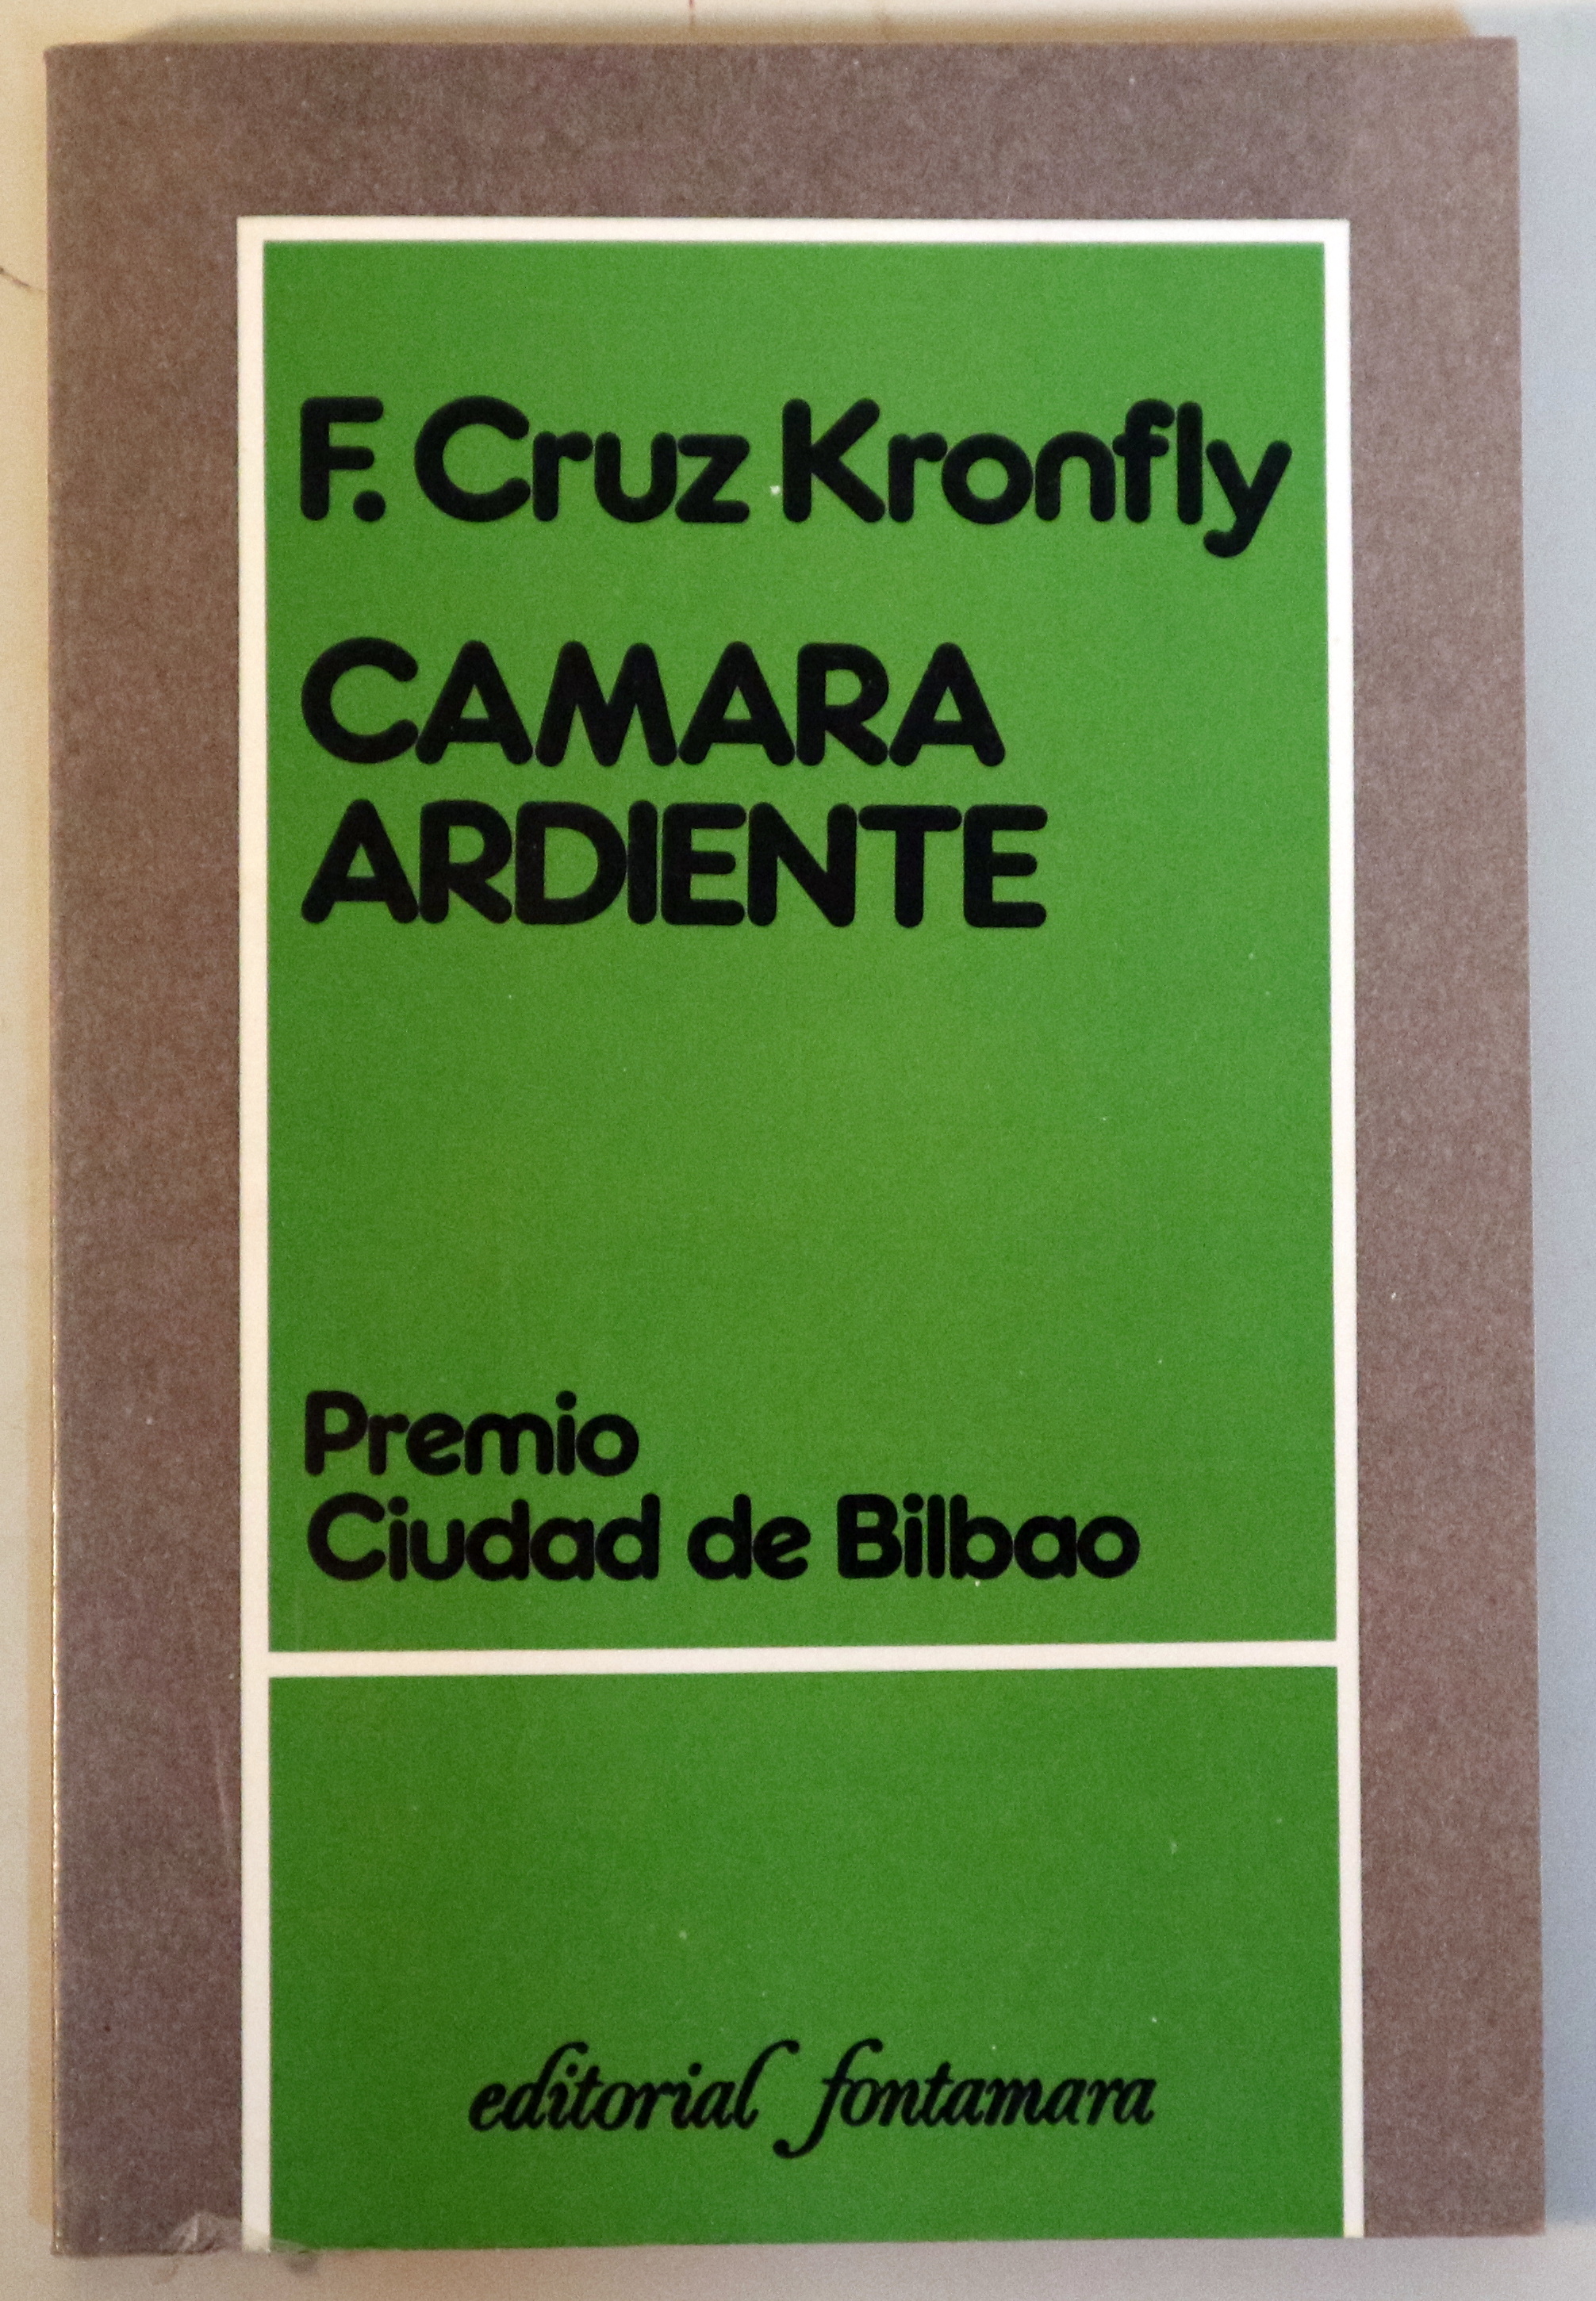 F. Cruz Kronfly
CAMARA
ARDIENTE
Premio
Ciudad de Bilbao
editorial fontamara